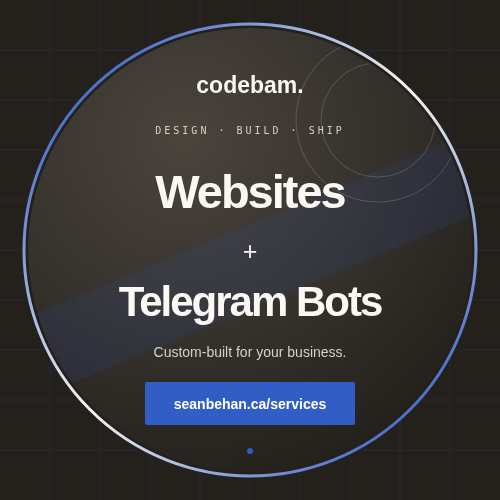 codebam.
DESIGN · BUILD · SHIP
Websites
+
Telegram Bots
Custom-built for your business.
seanbehan.ca/services